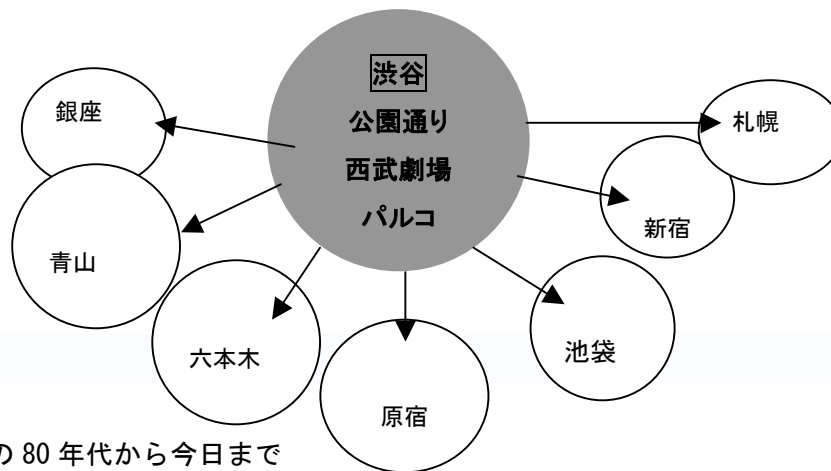 渋谷
公園通り
西武劇場
パルコ
銀座
札幌
新宿
青山
六本木
池袋
原宿
の 80 年代から今日まで